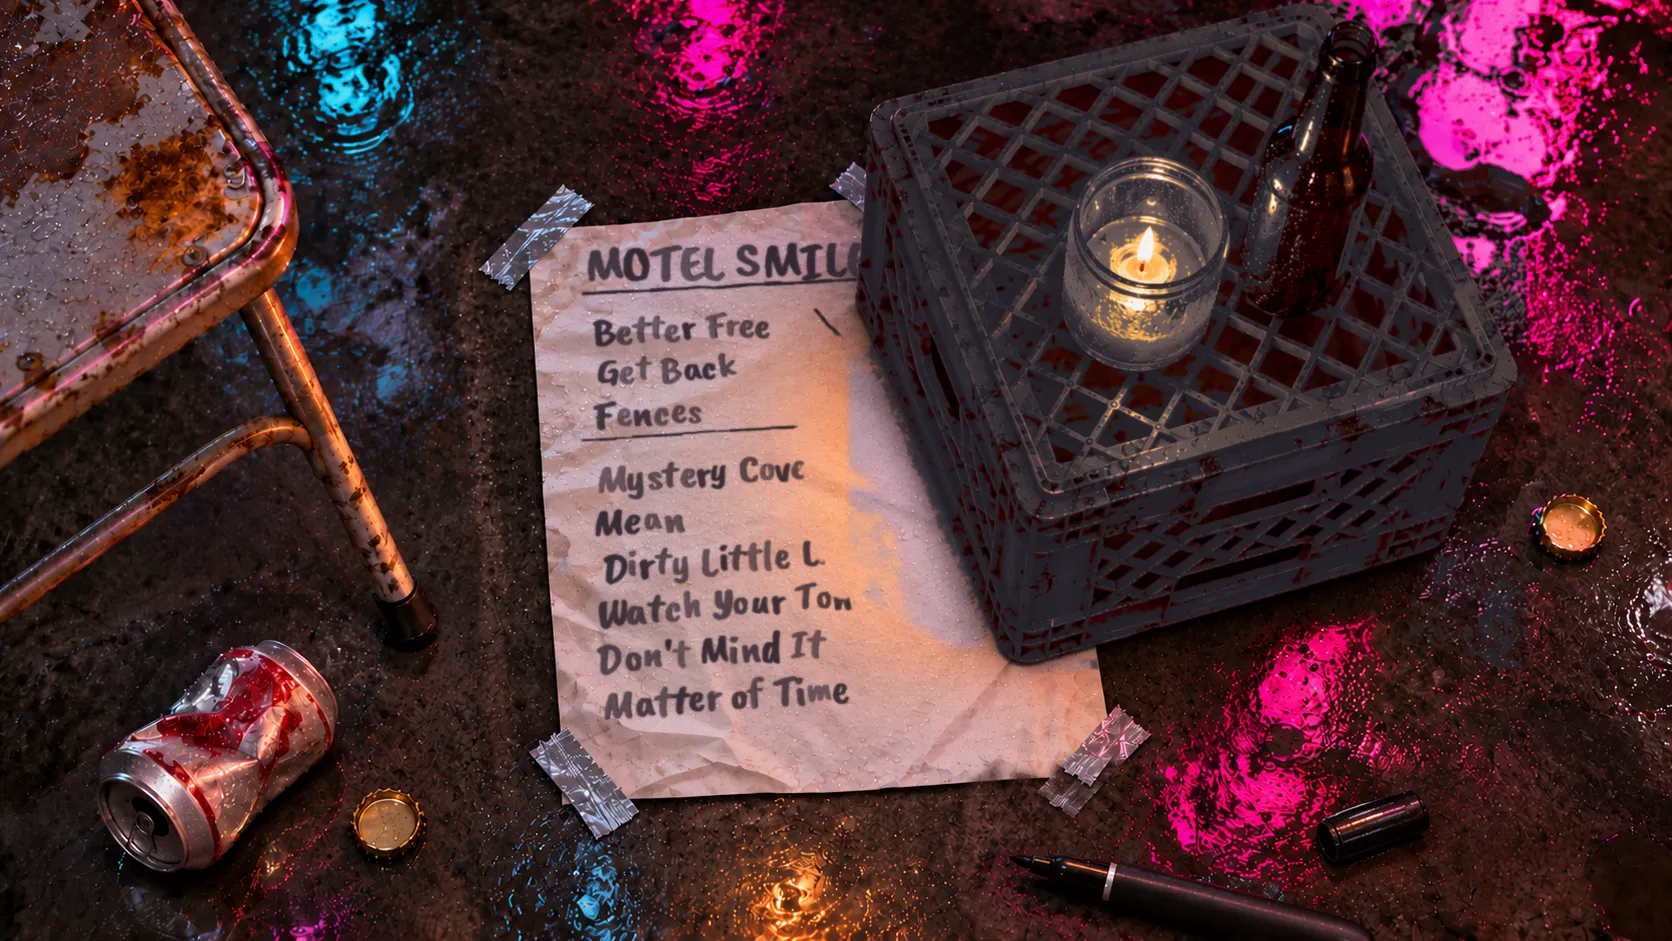 MOTEL SMIL
Better Free
Get Back
Fences
Mystery Cove
Mean
Dirty Little L.
Watch Your Ton
Don't Mind It
Matter of Time